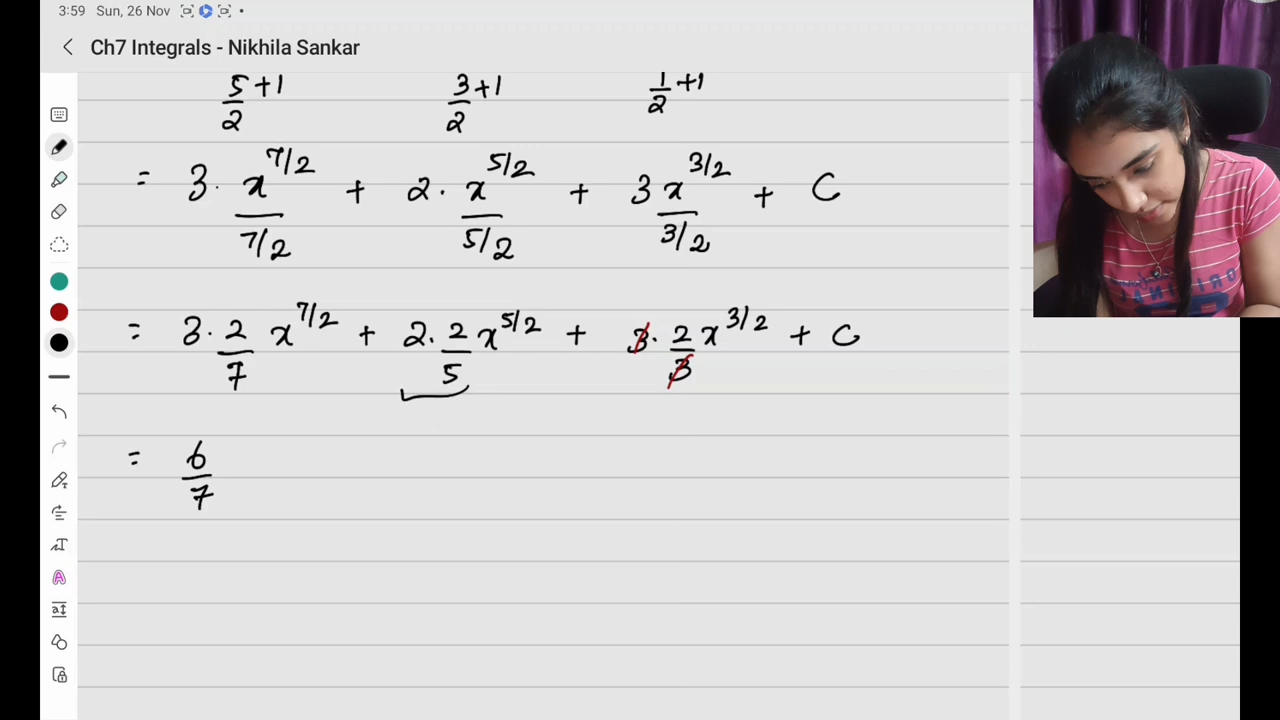 3:59 Sun, 26 Nov
Ch7 Integrals - Nikhila Sankar
5/2 +1 3/2 +1 1/2 +1
= 3. x^7/2 / 7/2 + 2. x^5/2 / 5/2 + 3 x^3/2 / 3/2 + C
= 3. 2/7 x^7/2 + 2. 2/5 x^5/2 + 3. 2/3 x^3/2 + C
= 6/7